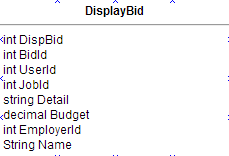 DisplayBid
int DispBid
int BidId
int UserId
int JobId
string Detail
decimal Budget
int EmployerId
String Name